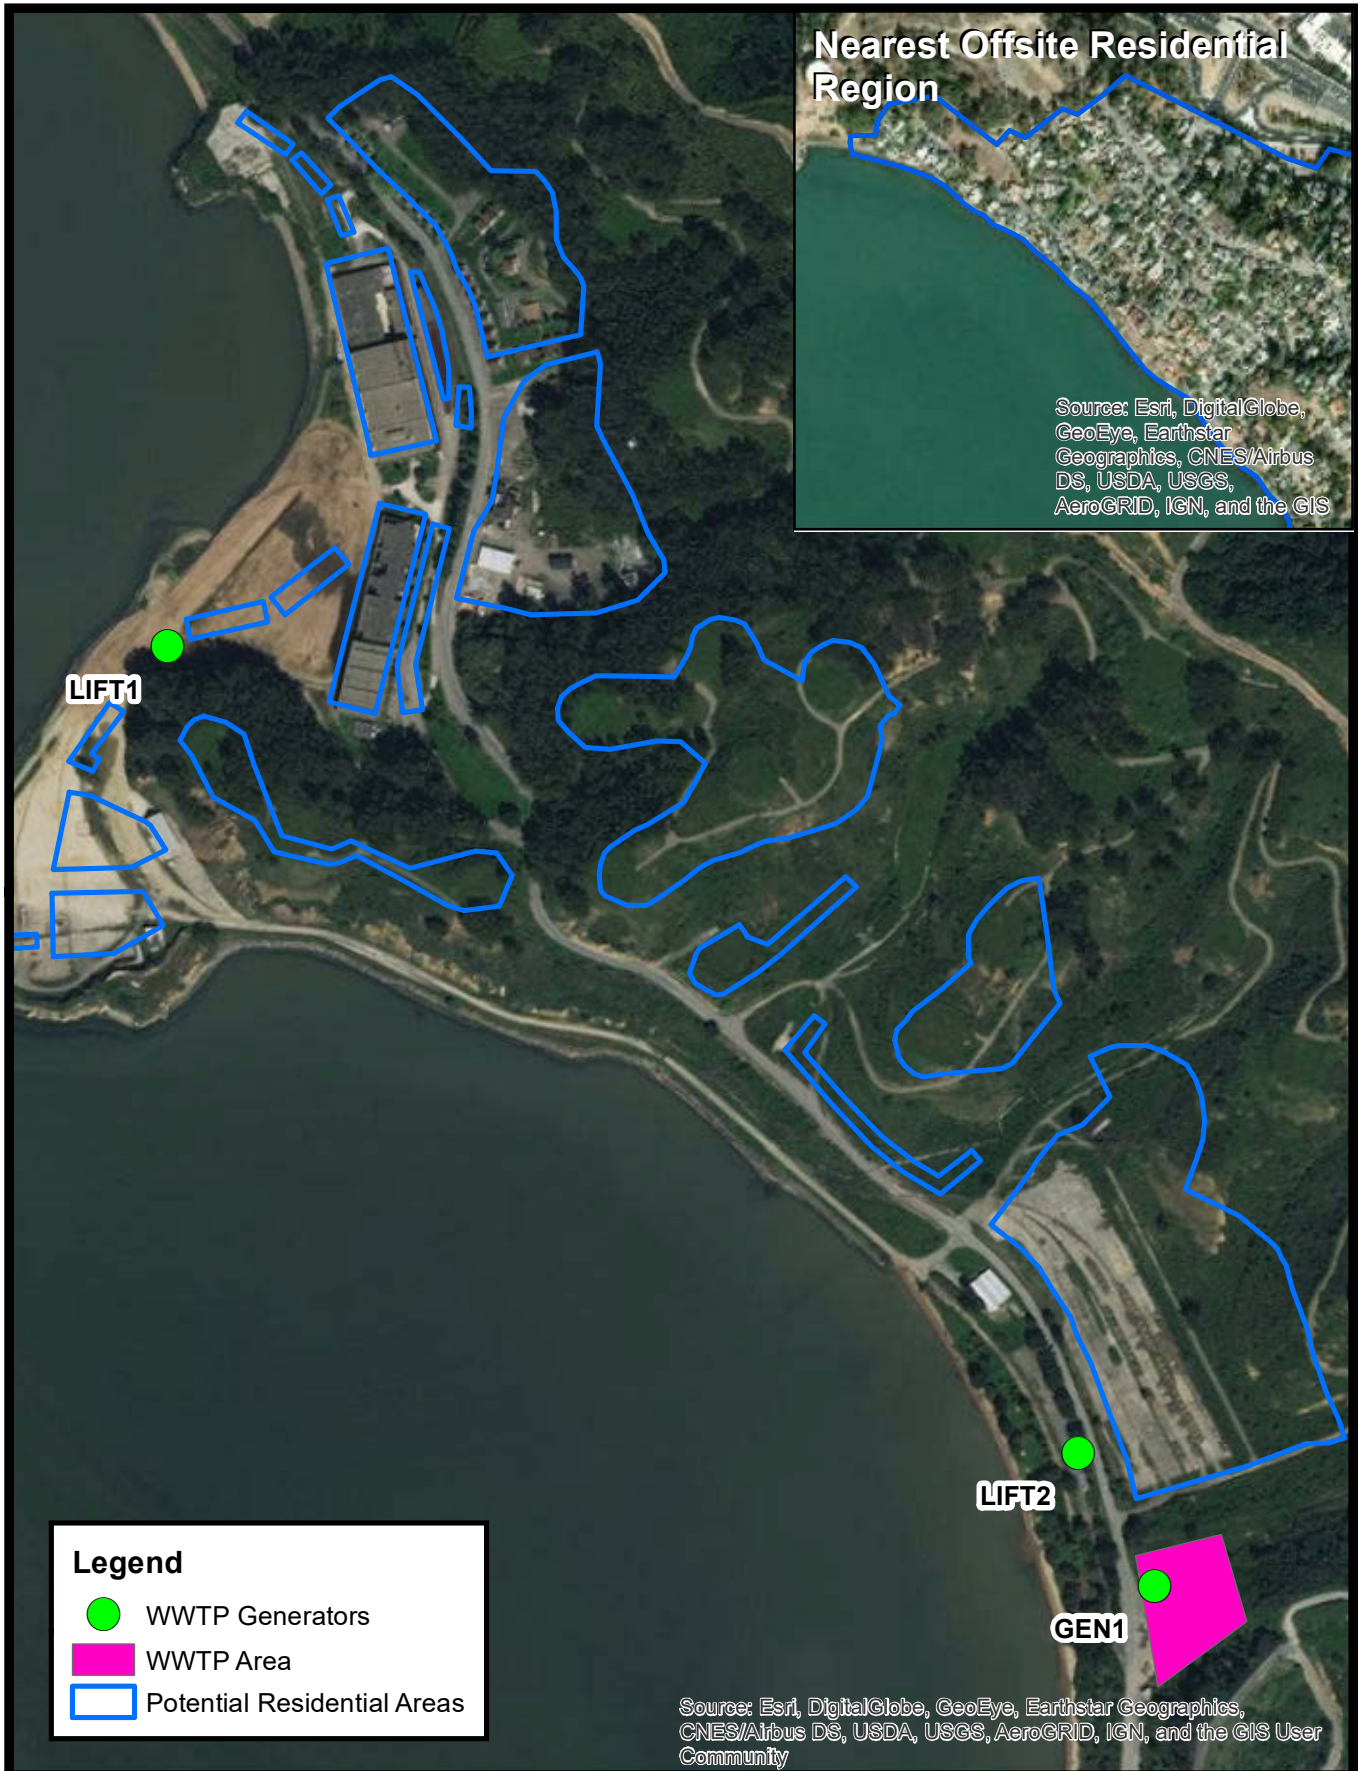 Nearest Offsite Residential
Region
Source: Esri, DigitalGlobe,
GeoEye, Earthstar
Geographics, CNES/Airbus
DS, USDA, USGS,
AeroGRID, IGN, and the GIS
LIFT1
LIFT2
GEN1
Legend
WWTP Generators
WWTP Area
Potential Residential Areas
Source: Esri, DigitalGlobe, GeoEye, Earthstar Geographics,
CNES/Airbus DS, USDA, USGS, AeroGRID, IGN, and the GIS User
Community